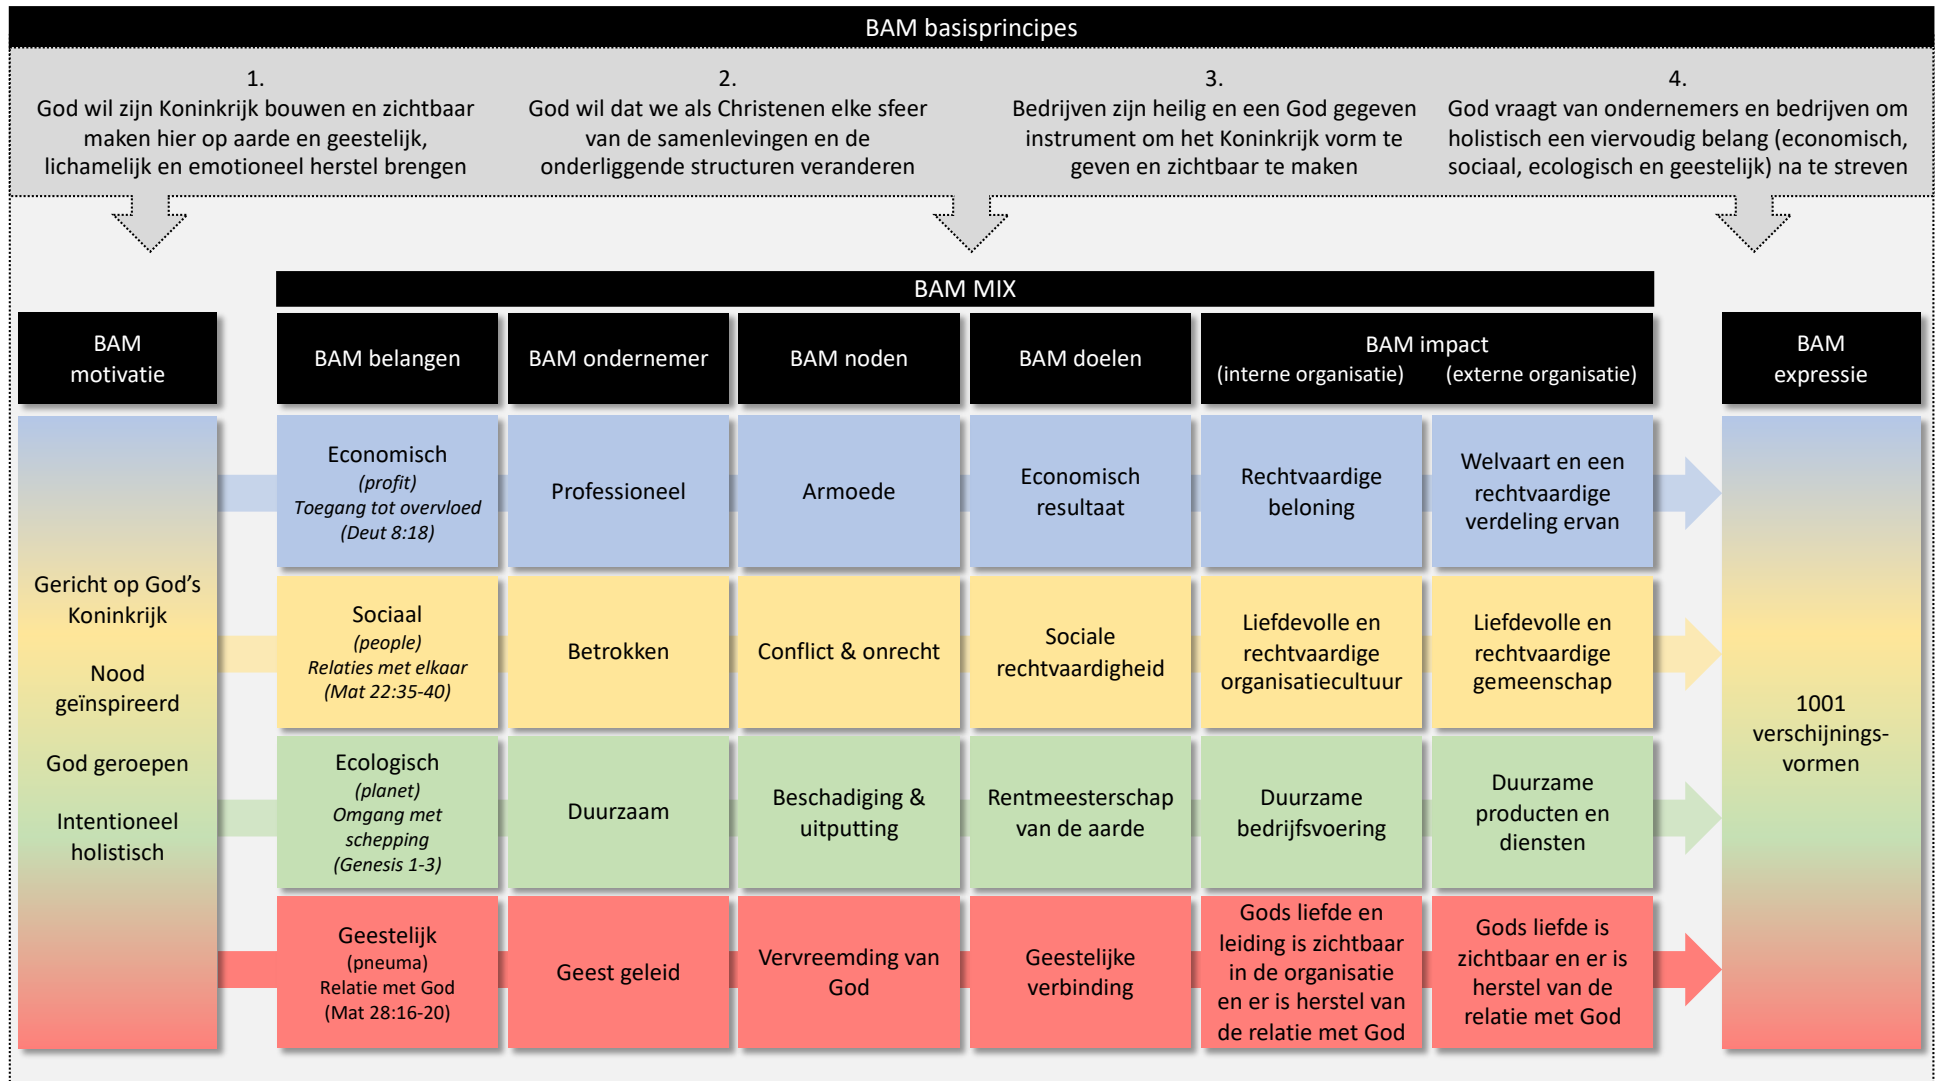 BAM basisprincipes
1.
God wil zijn Koninkrijk bouwen en zichtbaar
maken hier op aarde en geestelijk,
lichamelijk en emotioneel herstel brengen
2.
God wil dat we als Christenen elke sfeer
van de samenlevingen en de
onderliggende structuren veranderen
3.
Bedrijven zijn heilig en een God gegeven
instrument om het Koninkrijk vorm te
geven en zichtbaar te maken
4.
God vraagt van ondernemers en bedrijven om
holistisch een viervoudig belang (economisch,
sociaal, ecologisch en geestelijk) na te streven
BAM MIX
BAM
motivatie
BAM belangen
BAM ondernemer
BAM noden
BAM doelen
BAM impact
(interne organisatie)
(externe organisatie)
BAM
expressie
Gericht op God's
Koninkrijk
Nood
geïnspireerd
God geroepen
Intentioneel
holistisch
Economisch
(profit)
Toegang tot overvloed
(Deut 8:18)
Professioneel
Armoede
Economisch
resultaat
Rechtvaardige
beloning
Welvaart en een
rechtvaardige
verdeling ervan
Sociaal
(people)
Relaties met elkaar
(Mat 22:35-40)
Betrokken
Conflict & onrecht
Sociale
rechtvaardigheid
Liefdevolle en
rechtvaardige
organisatiecultuur
Liefdevolle en
rechtvaardige
gemeenschap
Ecologisch
(planet)
Omgang met
schepping
(Genesis 1-3)
Duurzaam
Beschadiging &
uitputting
Rentmeesterschap
van de aarde
Duurzame
bedrijfsvoering
Duurzame
producten en
diensten
Geestelijk
(pneuma)
Relatie met God
(Mat 28:16-20)
Geest geleid
Vervreemding van
God
Geestelijke
verbinding
Gods liefde en
leiding is zichtbaar
in de organisatie
en er is herstel van
de relatie met God
Gods liefde is
zichtbaar en er is
herstel van de
relatie met God
1001
verschijnings-
vormen